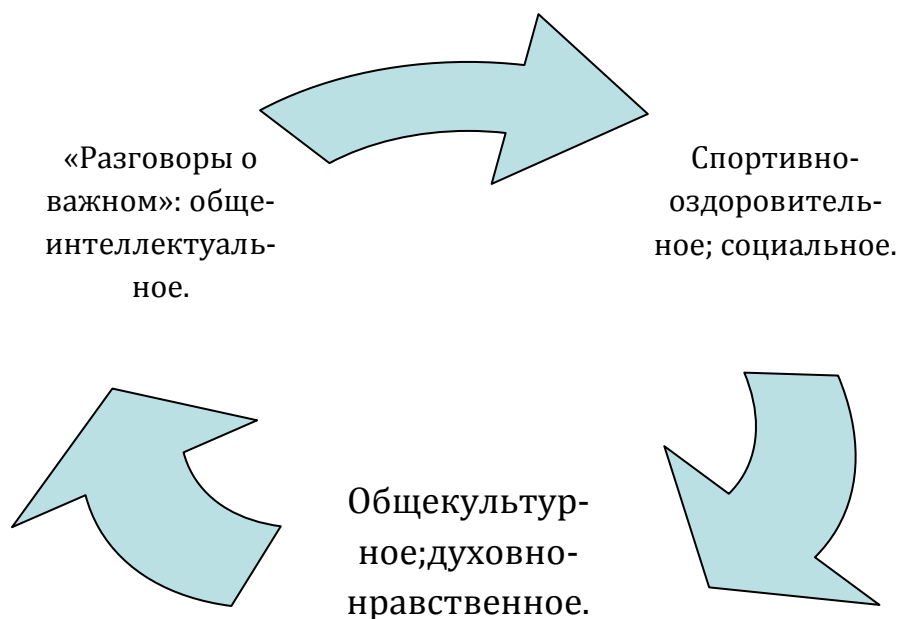 «Разговоры о
важном»: обще-
интеллектуаль-
ное.
Спортивно-
оздоровитель-
ное; социальное.
Общекультур-
ное;духовно-
нравственное.